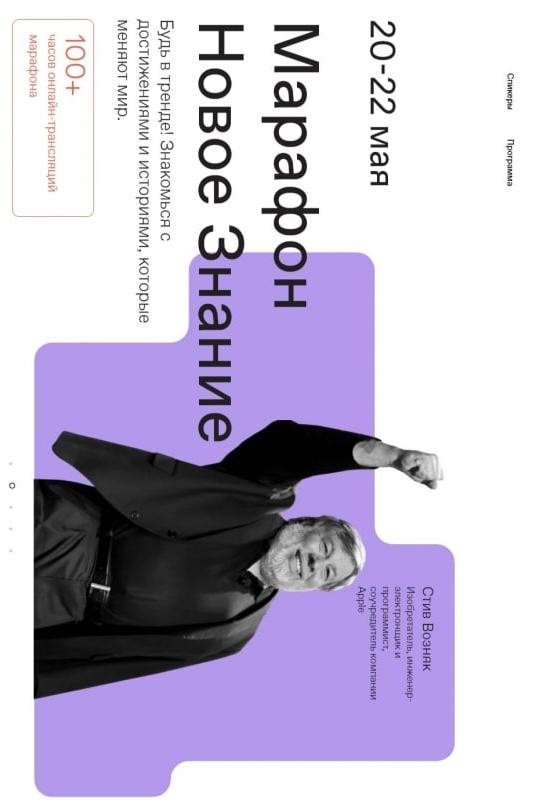 Спикеры
Программа
20-22 мая
Марафон
Новое Знание
Будь в тренде! Знакомься с
достижениями и историями, которые
меняют мир.
100+
часов онлайн-трансляций
марафона
Стив Возняк
Изобретатель, инженер-
электронщик и
программист,
соучредитель компании
Apple